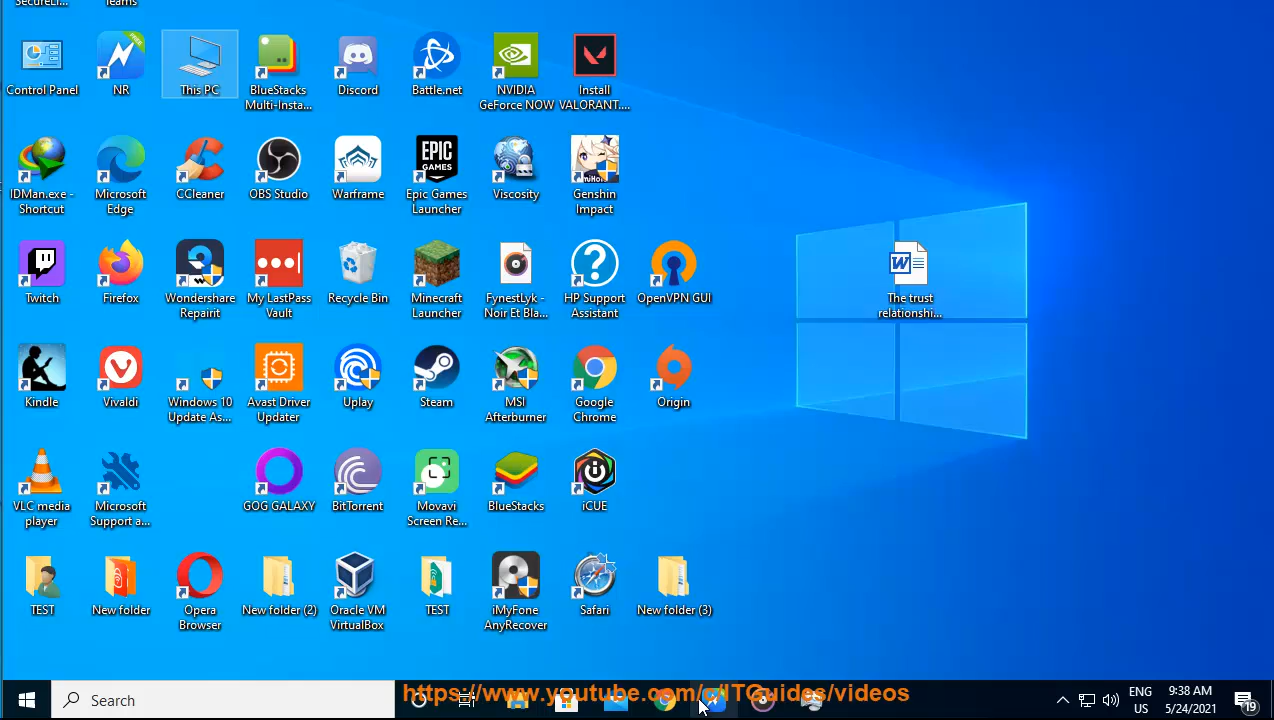 SecureLi...
Teams
Control Panel
NR
This PC
BlueStacks
Multi-Insta...
Discord
Battle.net
NVIDIA
GeForce NOW
Install
VALORANT....
IDMan.exe -
Shortcut
Microsoft
Edge
CCleaner
OBS Studio
Warframe
EPIC
GAMES
Epic Games
Launcher
Viscosity
Genshin
Impact
Twitch
Firefox
Wondershare
Repairit
My LastPass
Vault
Recycle Bin
Minecraft
Launcher
FynestLyk -
Noir Et Bla...
HP Support
Assistant
OpenVPN GUI
The trust
relationshi...
Kindle
Vivaldi
Windows 10
Update As...
Avast Driver
Updater
Uplay
Steam
MSI
Afterburner
Google
Chrome
Origin
VLC media
player
Microsoft
Support a...
GOG GALAXY
BitTorrent
Movavi
Screen Re...
BlueStacks
iCUE
TEST
New folder
Opera
Browser
New folder (2)
Oracle VM
VirtualBox
TEST
iMyFone
AnyRecover
Safari
New folder (3)
Search
https://www.youtube.com/c/ITGuides/videos
ENG
US
9:38 AM
5/24/2021
19